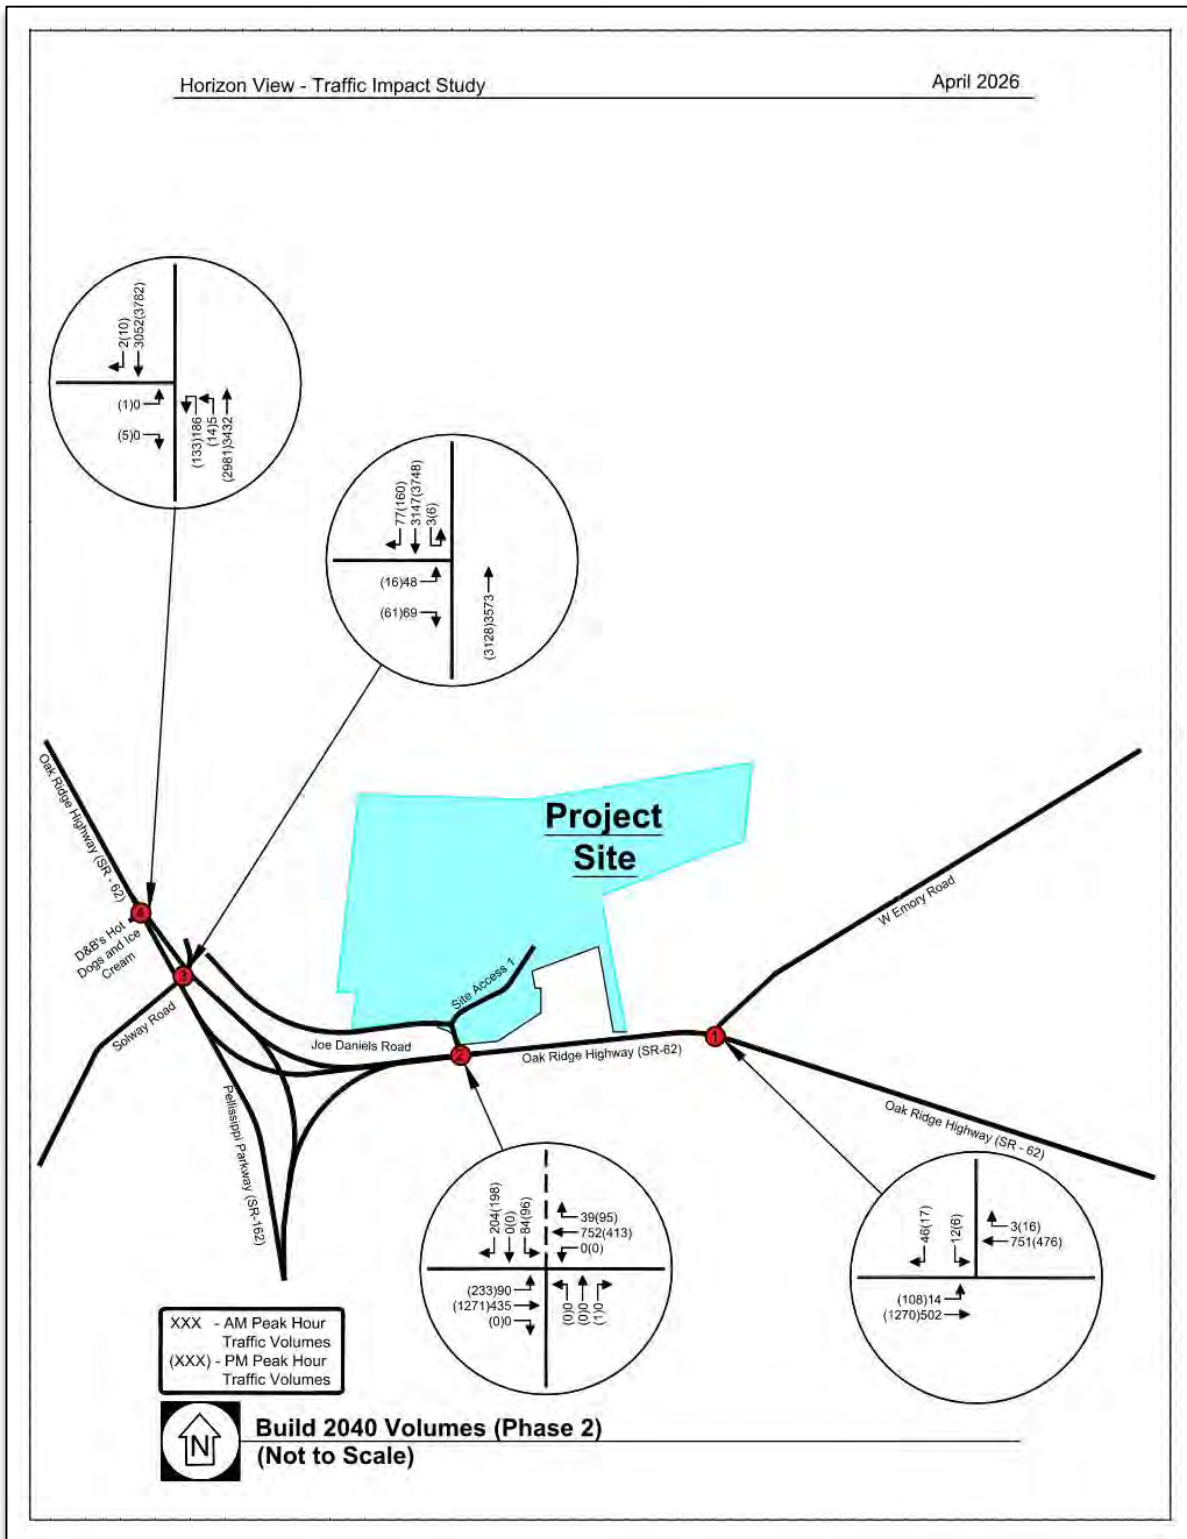 Horizon View - Traffic Impact Study
April 2026
2(10)
3052(3782)
(1)0
(5)0
(133)186
(14)5
(2981)3432
77(160)
3147(3748)
3(6)
(16)48
(61)69
(3128)3573
Project
Site
Oak Ridge Highway (SR - 62)
W Emory Road
4
D&B's Hot
Dogs and Ice
Cream
3
Solway Road
Site Access 1
Joe Daniels Road
2
Oak Ridge Highway (SR-62)
1
Pellissippi Parkway (SR-162)
Oak Ridge Highway (SR - 62)
204(198)
0(0)
84(96)
39(95)
752(413)
0(0)
(233)90
(1271)435
(0)0
(0)0
(0)0
(1)0
46(17)
12(6)
3(16)
751(476)
(108)14
(1270)502
XXX - AM Peak Hour
Traffic Volumes
(XXX) - PM Peak Hour
Traffic Volumes
N
Build 2040 Volumes (Phase 2)
(Not to Scale)